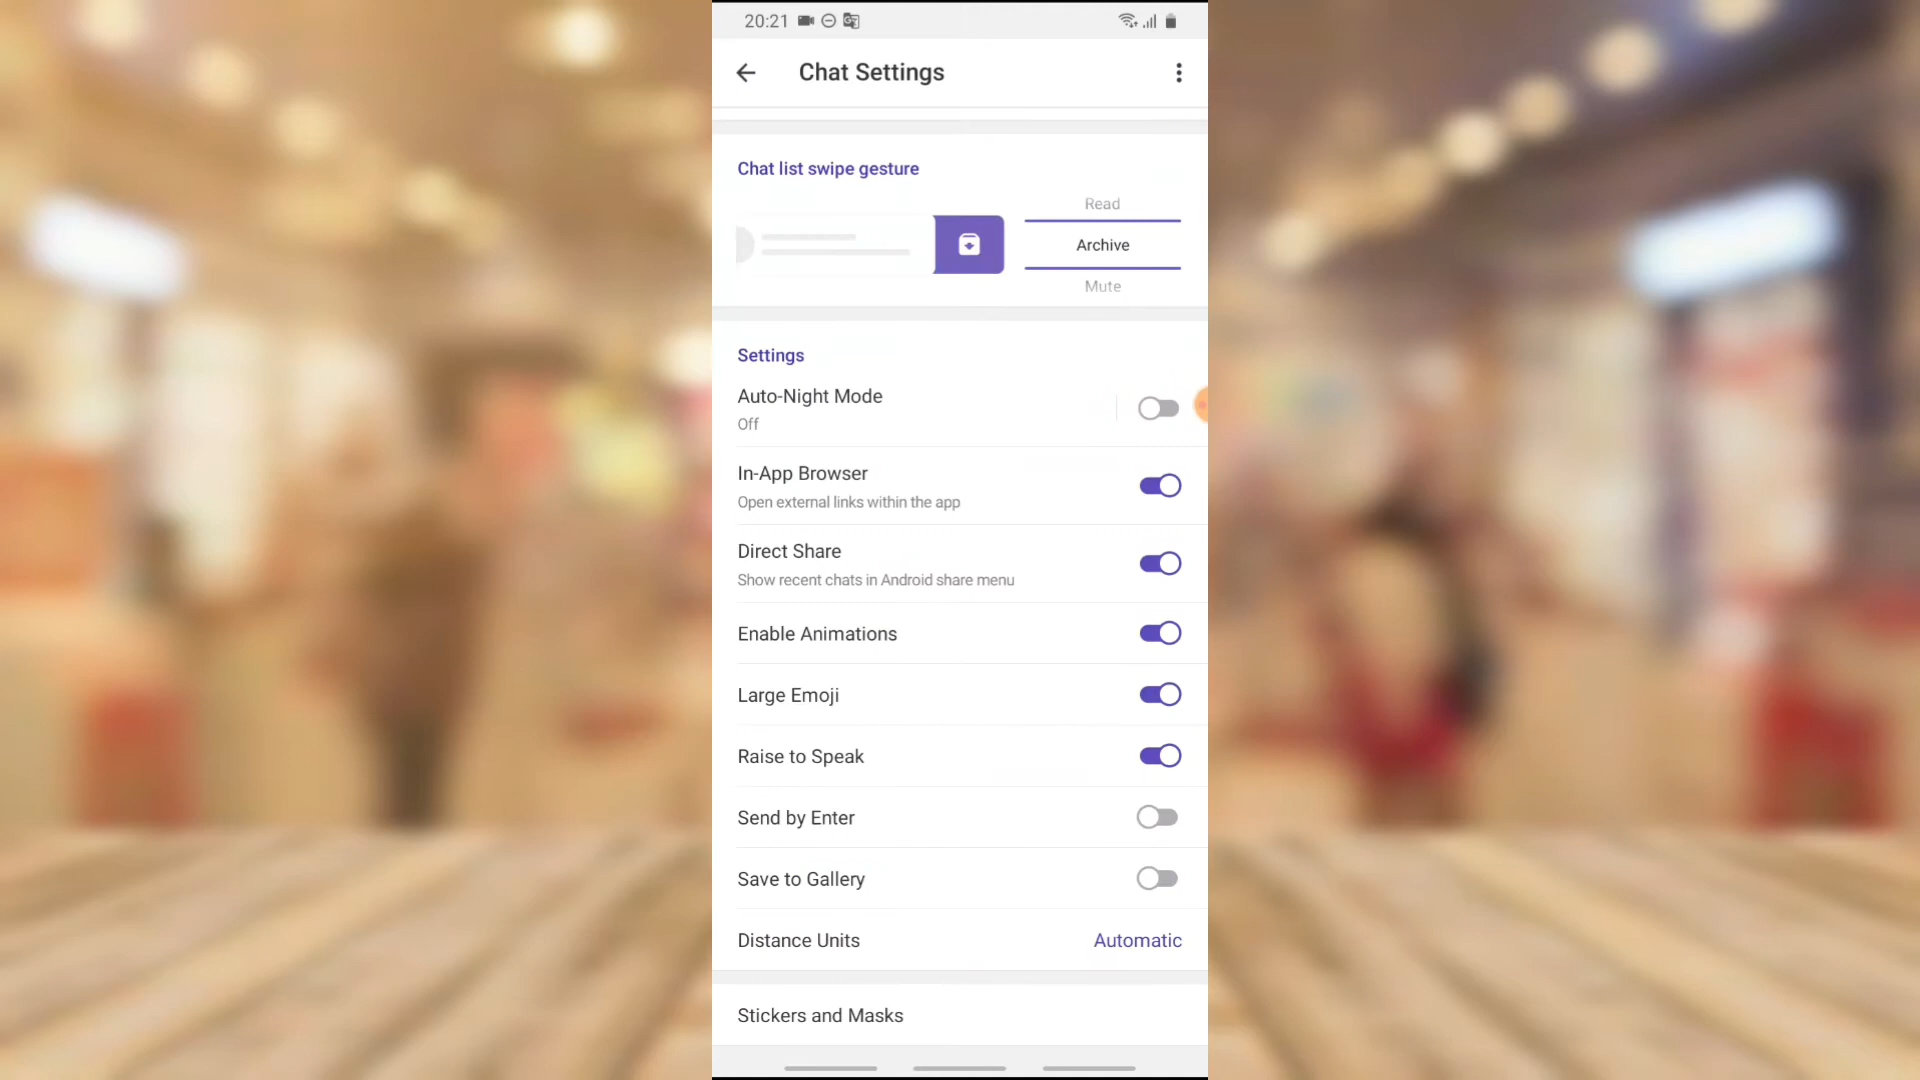 20:21
Chat Settings
Chat list swipe gesture
Read
Archive
Mute
Settings
Auto-Night Mode
Off
In-App Browser
Open external links within the app
Direct Share
Show recent chats in Android share menu
Enable Animations
Large Emoji
Raise to Speak
Send by Enter
Save to Gallery
Distance Units Automatic
Stickers and Masks